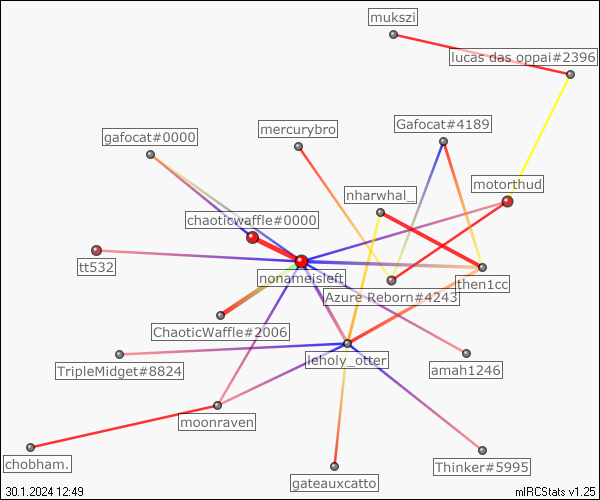 mukszi
lucas das oppai#2396
gafocat#0000
mercurybro
Gafocat#4189
nharwhal_
motorthud
chaoticwaffle#0000
tt532
nonameisleft
Azure Reborn#4243
then1cc
ChaoticWaffle#2006
TripleMidget#8824
leholy_otter
amah1246
moonraven
chobham.
gateauxcatto
Thinker#5995
30.1.2024 12:49
mIRCStats v1.25